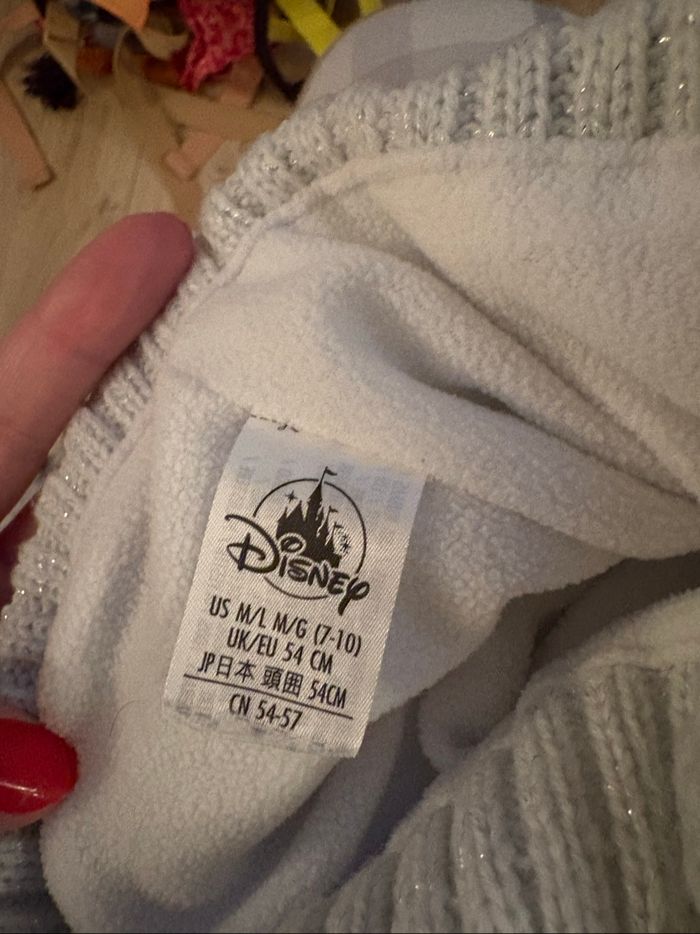 Disney
US M/L M/G (7-10)
UK/EU 54 CM
JP日本 頭囲 54CM
CN 54-57